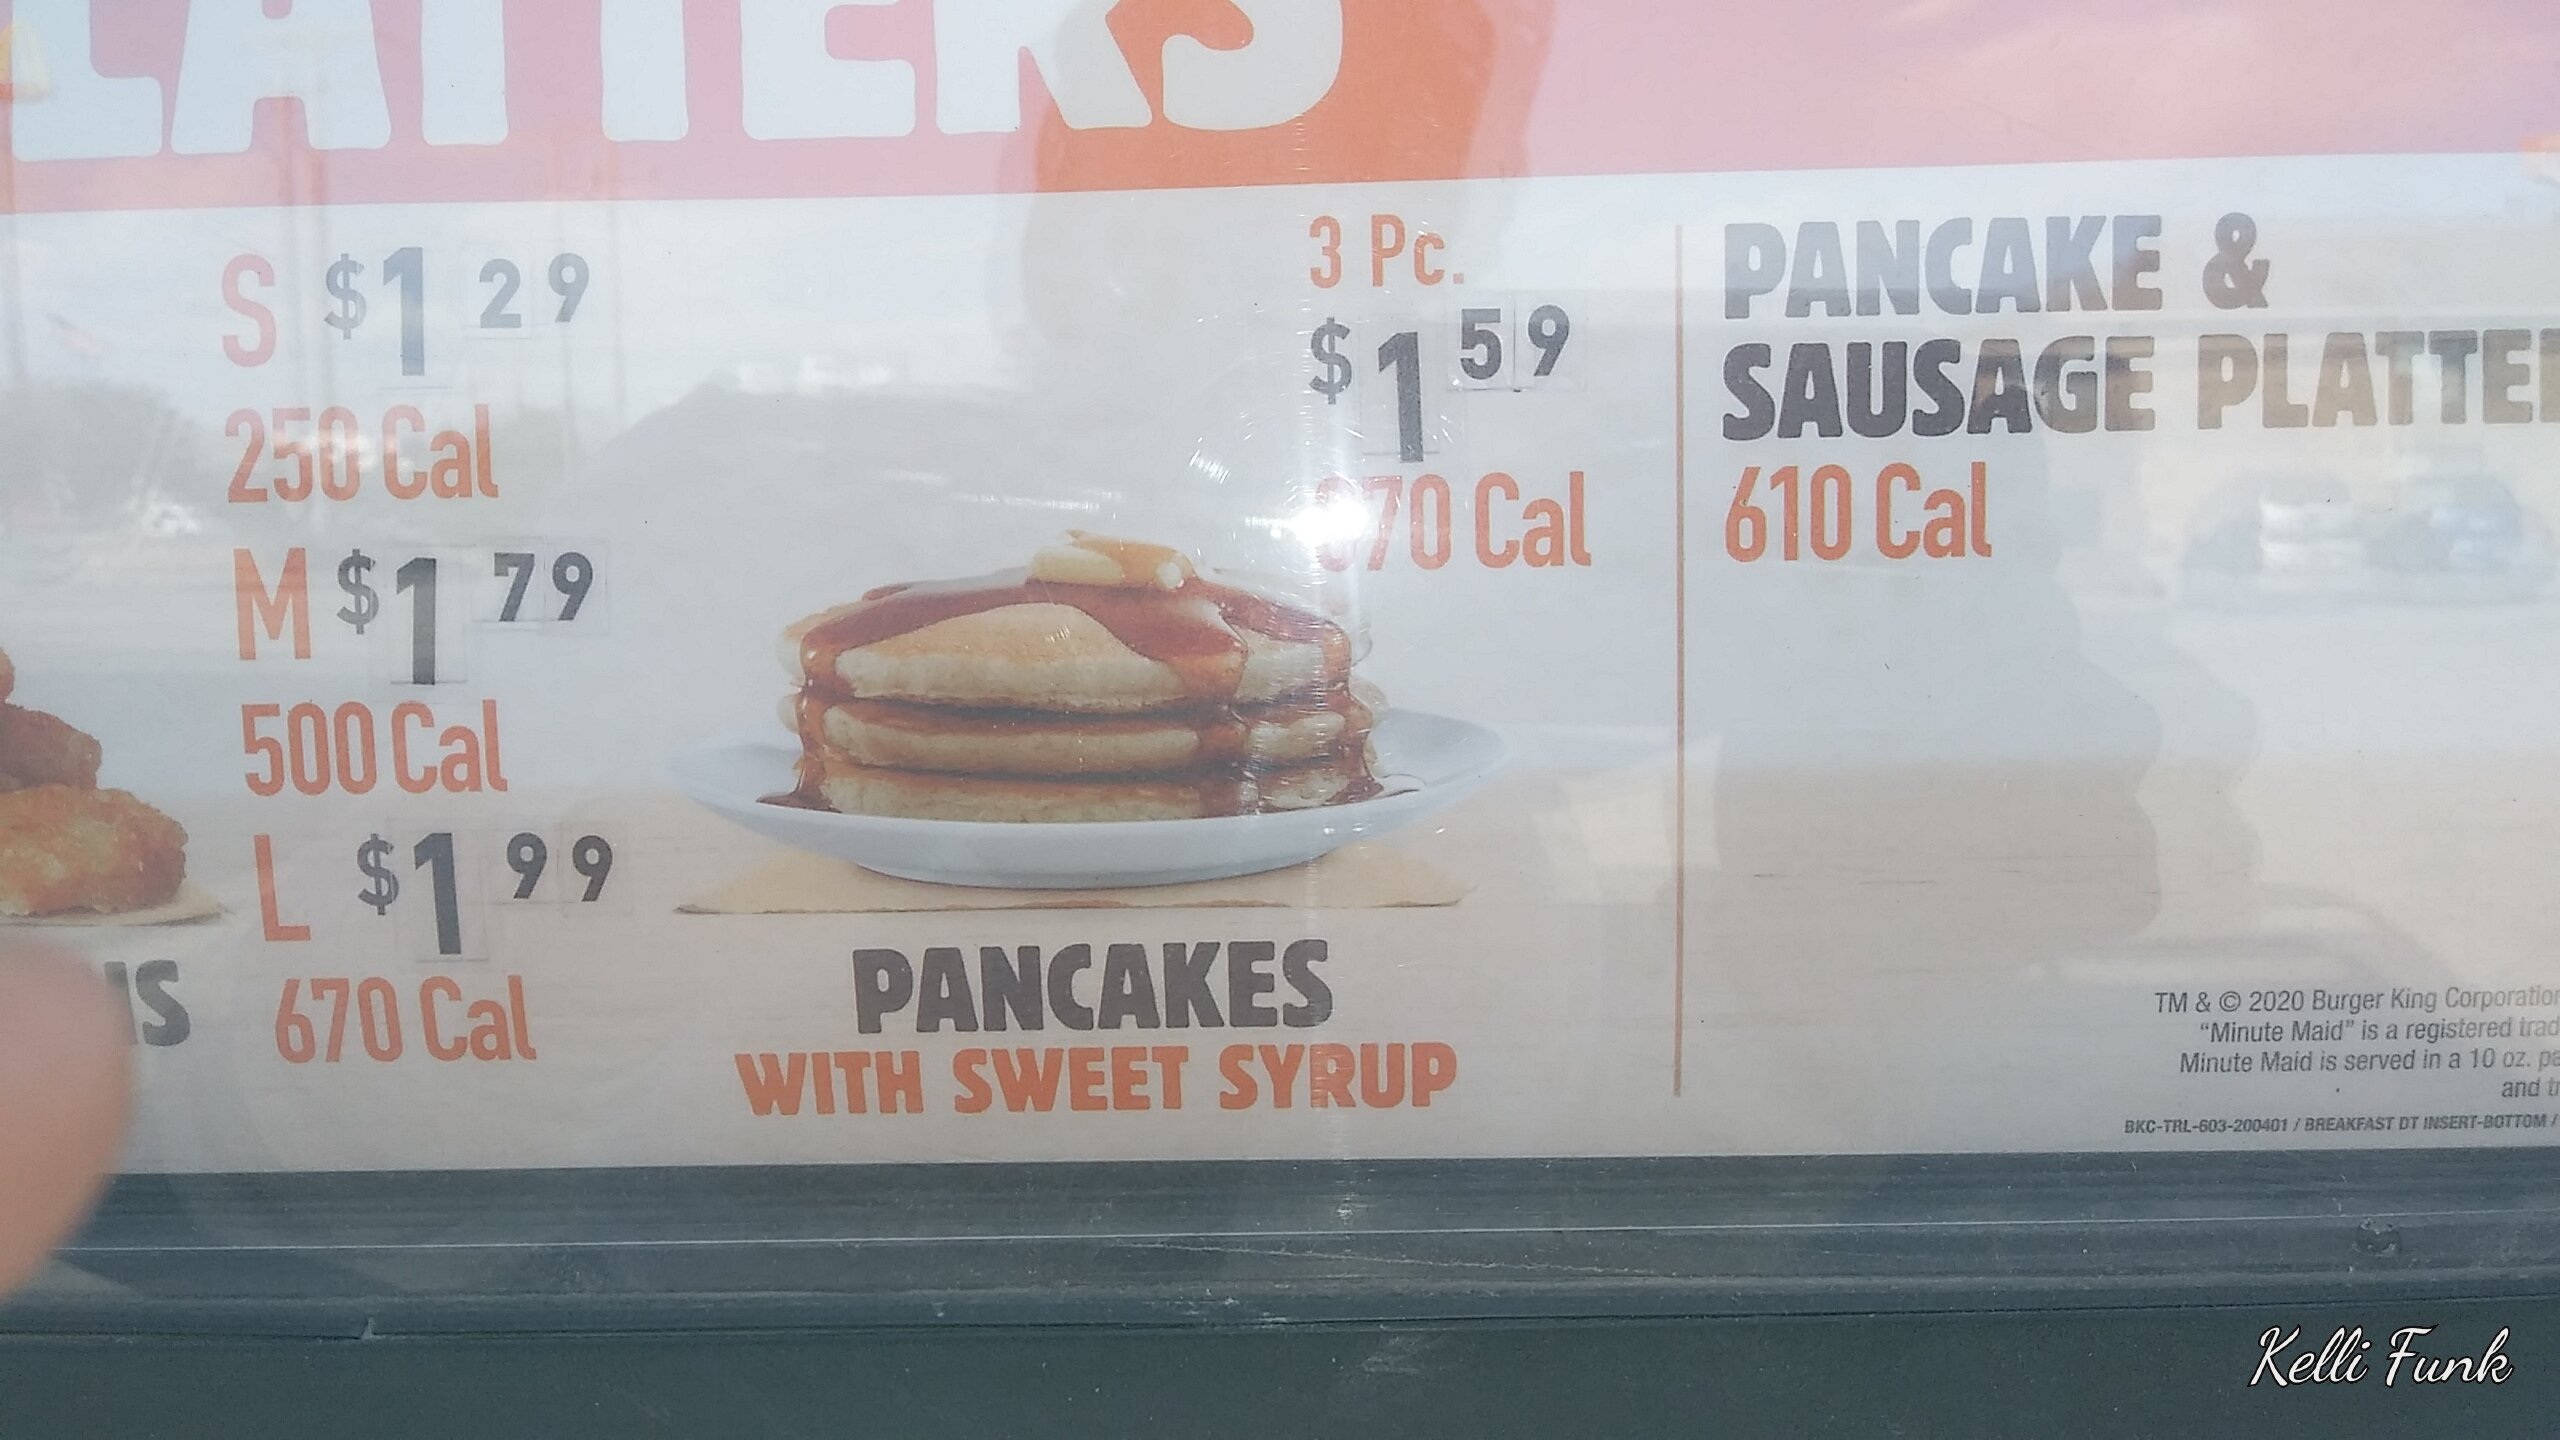 LATTERS
S $1 29
250 Cal
M $1 79
500 Cal
L $1 99
670 Cal
3 Pc.
$1 59
70 Cal
PANCAKES
WITH SWEET SYRUP
PANCAKE &
SAUSAGE PLATTE
610 Cal
TM & © 2020 Burger King Corporation
"Minute Maid" is a registered trad
Minute Maid is served in a 10 oz.
and
BKC-TRL-603-200401 / BREAKFAST DT INSERT-BOTTOM /
Kelli Funk